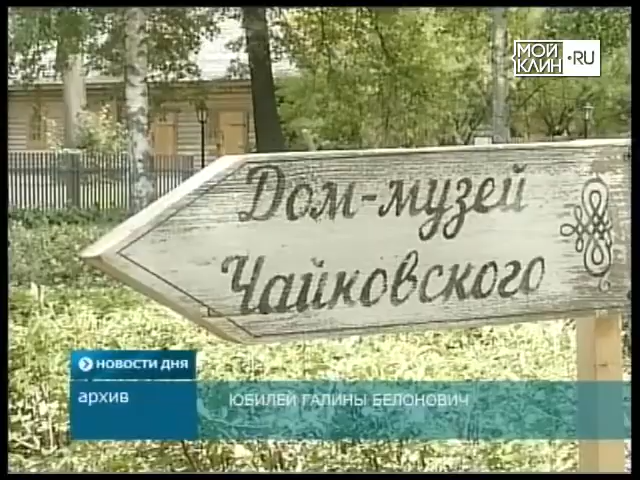 МОЙ
КЛИН.RU
Дом-музей
Чайковского
НОВОСТИ ДНЯ
архив
ЮБИЛЕЙ ГАЛИНЫ БЕЛОНОВИЧ